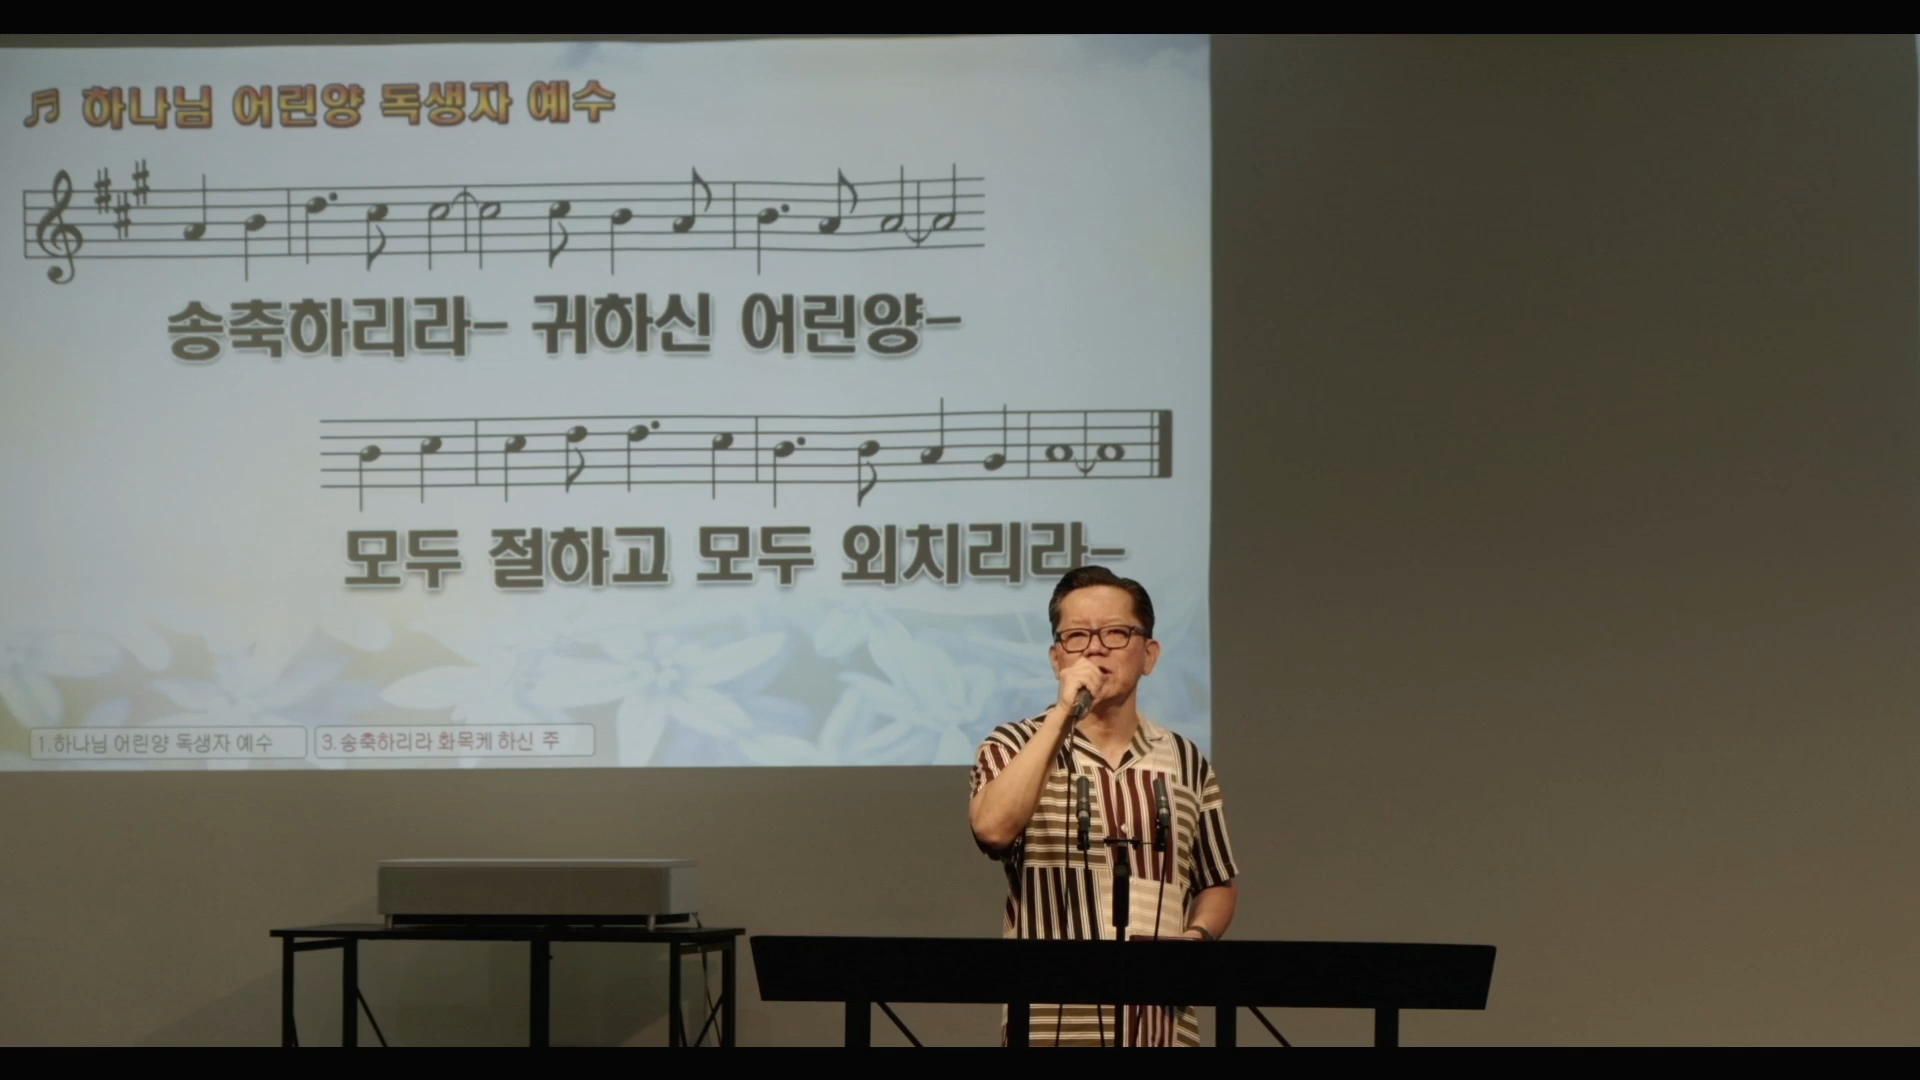 하나님 어린양 독생자 예수
송축하리라- 귀하신 어린양-
모두 절하고 모두 외치리라-
1.하나님 어린양 독생자 예수
3.송축하리라 화목케 하신 주